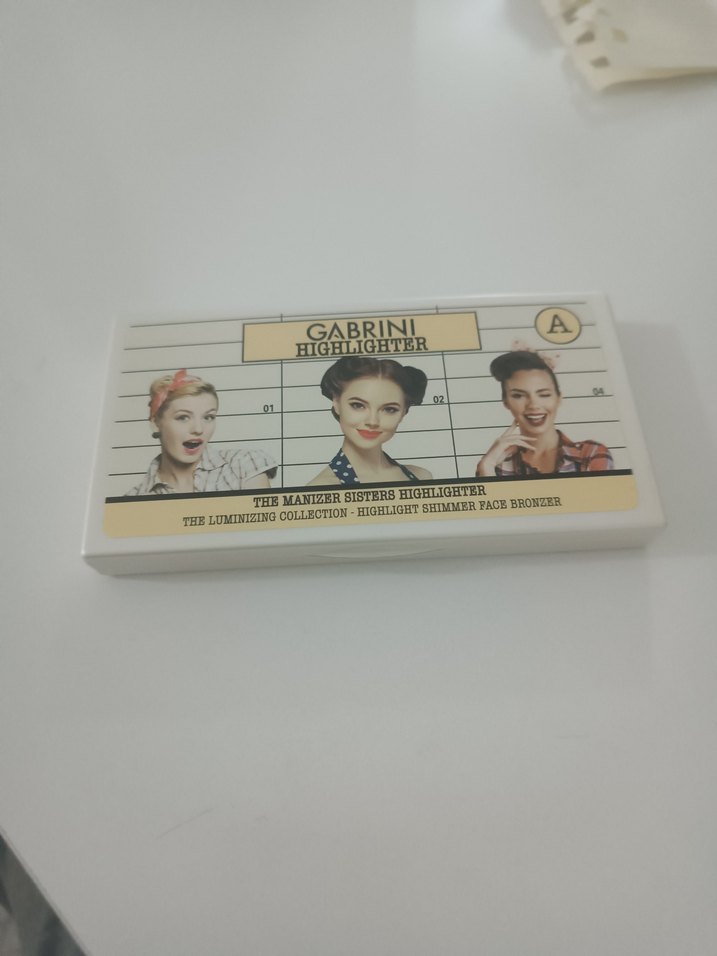 GABRINI
HIGHLIGHTER
A
01
02
04
THE MANIZER SISTERS HIGHLIGHTER
THE LUMINIZING COLLECTION - HIGHLIGHT SHIMMER FACE BRONZER